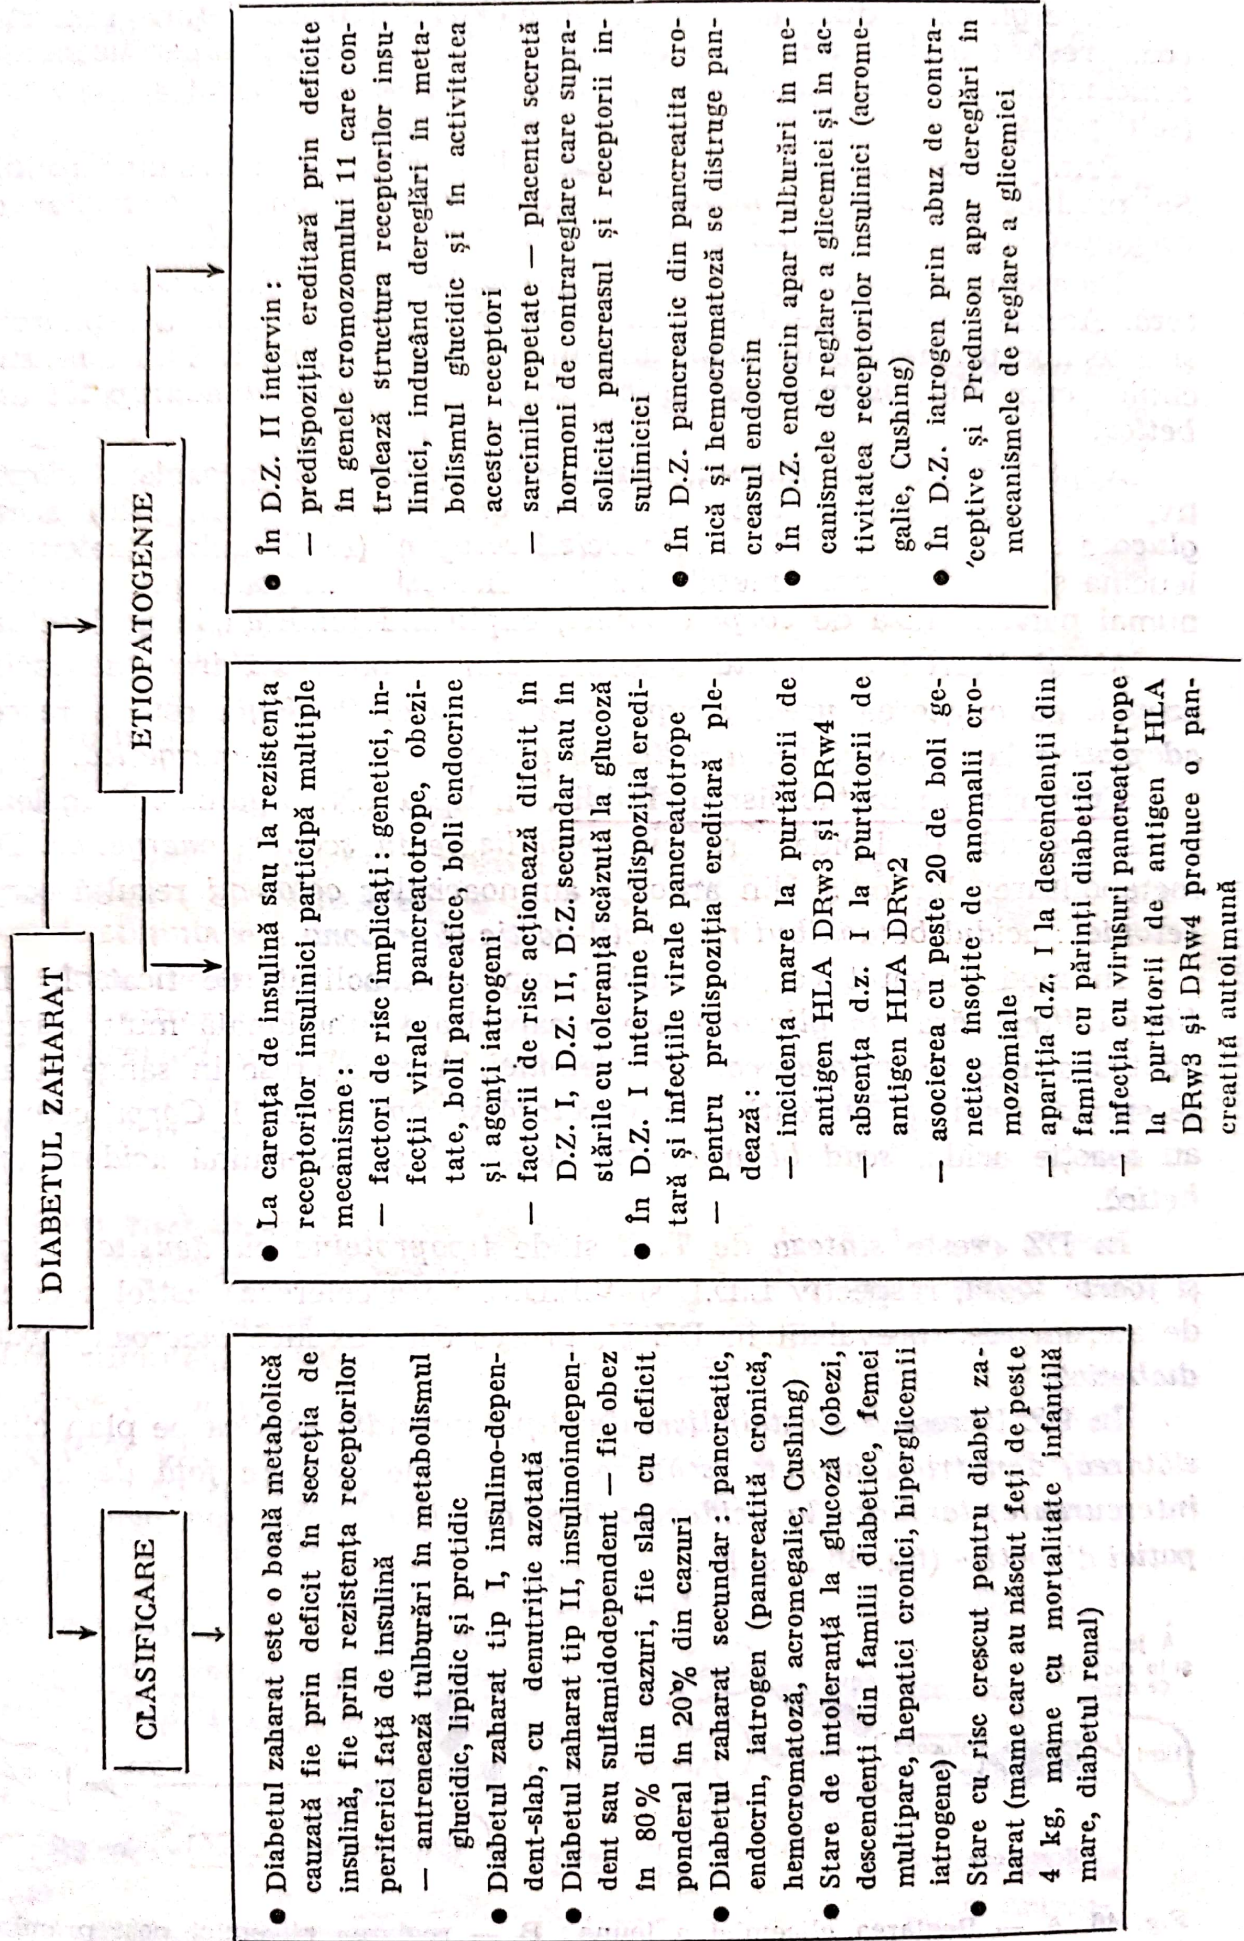 DIABETUL ZAHARAT
CLASIFICARE
● Diabetul zaharat este o boală metabolică
cauzată fie prin deficit în secreția de
insulină, fie prin rezistența receptorilor
periferici față de insulină
— antrenează tulburări în metabolismul
glucidic, lipidic și protidic
● Diabetul zaharat tip I, insulino-depen-
dent-slab, cu denutriție azotată
● Diabetul zaharat tip II, insulinoindepen-
dent sau sulfamidodependent — fie obez
în 80% din cazuri, fie slab cu deficit
ponderal în 20% din cazuri
● Diabetul zaharat secundar: pancreatic,
endocrin, iatrogen (pancreatită cronică,
hemocromatoză, acromegalie, Cushing)
● Stare de intoleranță la glucoză (obezi,
descendenți din familii diabetice, femei
multipare, hepatici cronici, hiperglicemii
iatrogene)
● Stare cu risc crescut pentru diabet za-
harat (mame care au născut feți de peste
4 kg, mame cu mortalitate infantilă
mare, diabetul renal)
ETIOPATOGENIE
● La carența de insulină sau la rezistența
receptorilor insulinici participă multiple
mecanisme:
— factori de risc implicați: genetici, in-
fecții virale pancreatotrope, obezi-
tate, boli pancreatice, boli endocrine
și agenți iatrogeni
— factorii de risc acționează diferit în
D.Z. I, D.Z. II, D.Z. secundar sau în
stările cu toleranță scăzută la glucoză
● În D.Z. I intervine predispoziția eredi-
tară și infecțiile virale pancreatotrope
— pentru predispoziția ereditară ple-
dează:
— incidența mare la purtătorii de
antigen HLA DRw3 și DRw4
— absența d.z. I la purtătorii de
antigen HLA DRw2
— asocierea cu peste 20 de boli ge-
netice însoțite de anomalii cro-
mozomiale
— apariția d.z. I la descendenții din
familii cu părinți diabetici
— infecția cu virusuri pancreatotrope
la purtătorii de antigen HLA
DRw3 și DRw4 produce o pan-
creatită autoimună
● În D.Z. II intervin:
— predispoziția ereditară prin deficite
în genele cromozomului 11 care con-
trolează structura receptorilor insu-
linici, inducând dereglări în meta-
bolismul glucidic și în activitatea
acestor receptori
— sarcinile repetate — placenta secretă
hormoni de contrareglare care supra-
solicită pancreasul și receptorii in-
sulinicici
● În D.Z. pancreatic din pancreatita cro-
nică și hemocromatoză se distruge pan-
creasul endocrin
● În D.Z. endocrin apar tulburări în me-
canismele de reglare a glicemiei și în ac-
tivitatea receptorilor insulinici (acrome-
galie, Cushing)
● În D.Z. iatrogen prin abuz de contra-
ceptive și Prednison apar dereglări în
mecanismele de reglare a glicemiei